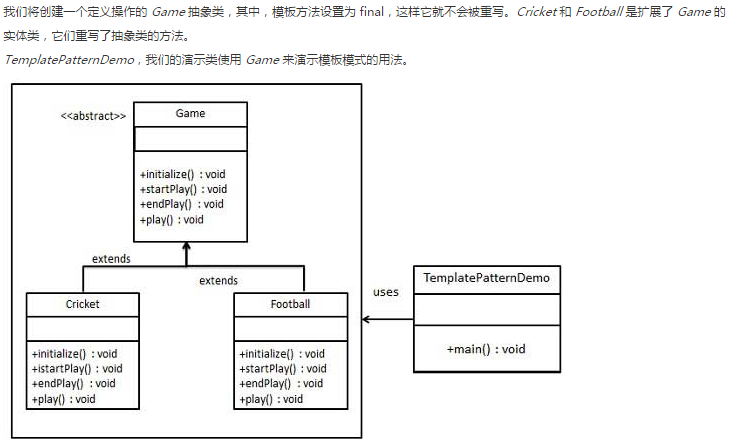 我们将创建一个定义操作的 Game 抽象类，其中，模板方法设置为 final，这样它就不会被重写。Cricket 和 Football 是扩展了 Game 的
实体类，它们重写了抽象类的方法。
TemplatePatternDemo，我们的演示类使用 Game 来演示模板模式的用法。
<<abstract>>
Game
+initialize() : void
+startPlay() : void
+endPlay() : void
+play() : void
extends
extends
Cricket
+initialize() : void
+istartPlay() : void
+endPlay() : void
+play() : void
Football
+initialize() : void
+startPlay() : void
+endPlay() : void
+play() : void
uses
TemplatePatternDemo
+main() : void